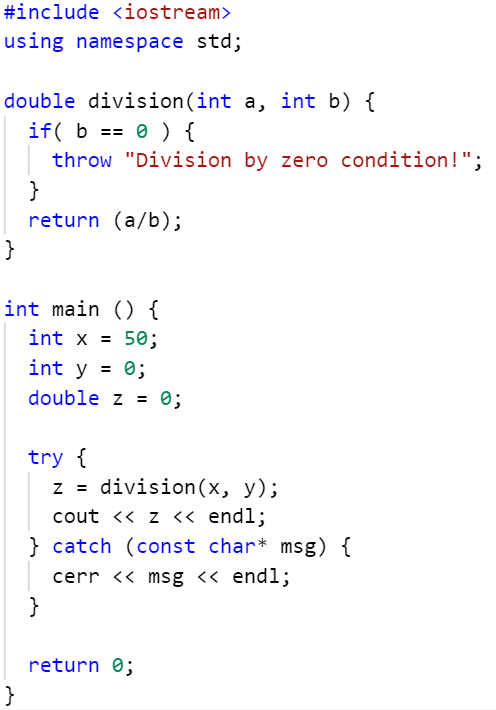 #include <iostream>
using namespace std;

double division(int a, int b) {
  if( b == 0 ) {
    throw "Division by zero condition!";
  }
  return (a/b);
}

int main () {
  int x = 50;
  int y = 0;
  double z = 0;

  try {
    z = division(x, y);
    cout << z << endl;
  } catch (const char* msg) {
    cerr << msg << endl;
  }

  return 0;
}